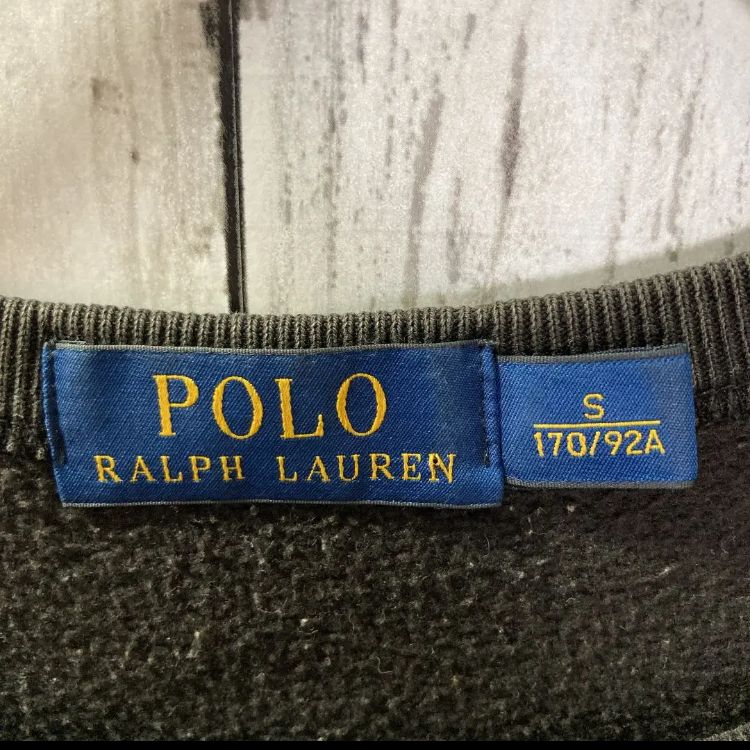 POLO
RALPH LAUREN
S
170/92A